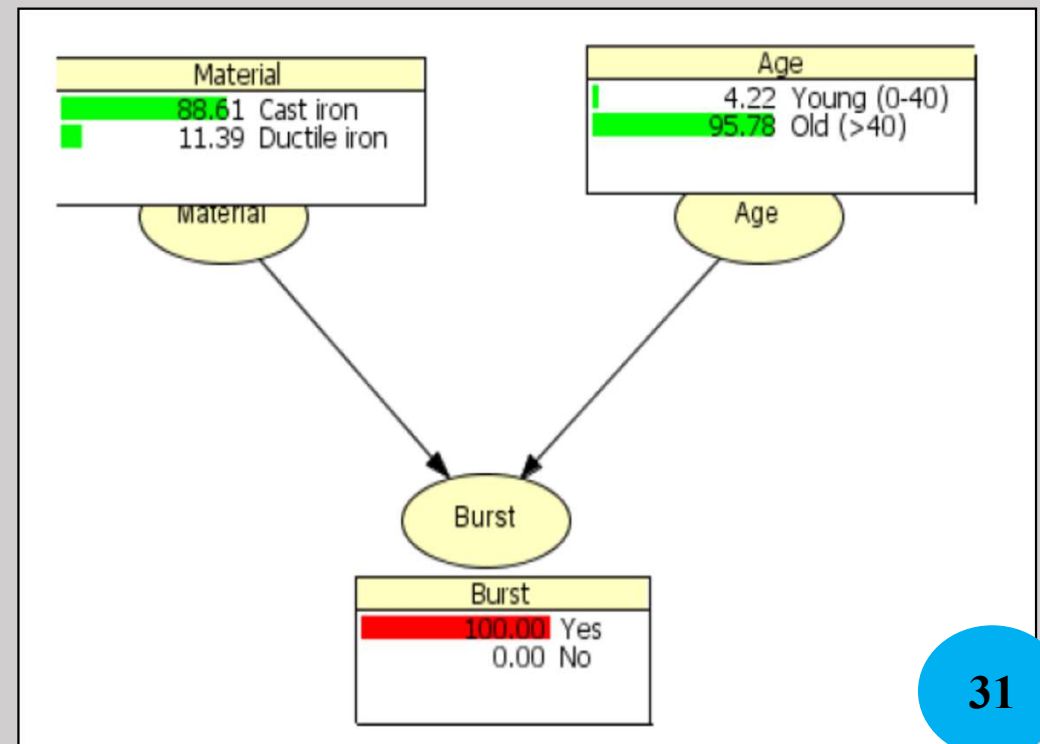 Material
88.61 Cast iron
11.39 Ductile iron
Age
4.22 Young (0-40)
95.78 Old (>40)
Material
Age
Burst
Burst
100.00 Yes
0.00 No
31